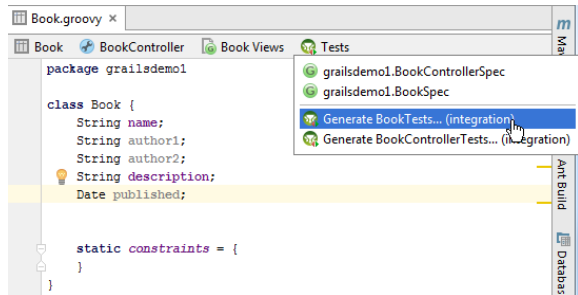 Book.groovy ×
Book BookController Book Views Tests
package grailsdemo1
grailsdemo1.BookControllerSpec
grailsdemo1.BookSpec
Generate BookTests... (integration)
Generate BookControllerTests... (integration)
class Book {
String name;
String author1;
String author2;
String description;
Date published;
static constraints = {
}
}
m
Ant Build